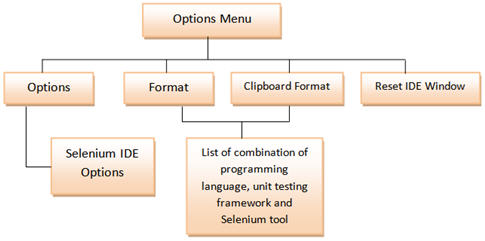 Options Menu
Options
Format
Clipboard Format
Reset IDE Window
Selenium IDE
Options
List of combination of
programming
language, unit testing
framework and
Selenium tool